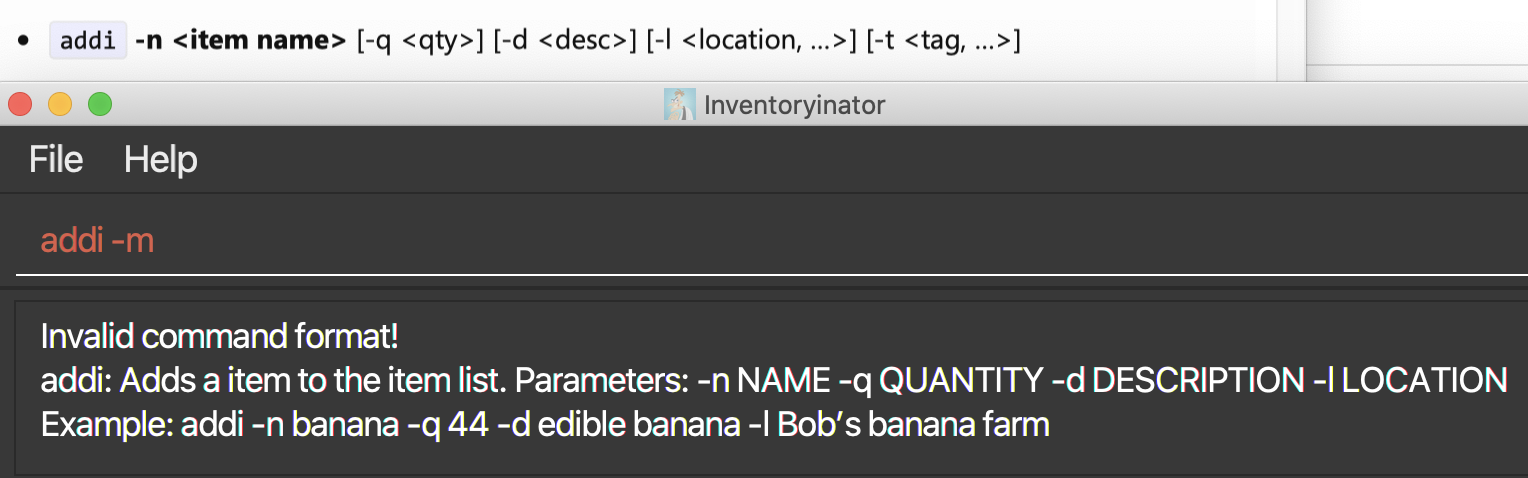 • addi -n <item name> [-q <qty>] [-d <desc>] [-l <location, ...>] [-t <tag, ...>]
Inventoryinator
File Help
addi -m
Invalid command format!
addi: Adds a item to the item list. Parameters: -n NAME -q QUANTITY -d DESCRIPTION -l LOCATION
Example: addi -n banana -q 44 -d edible banana -l Bob’s banana farm